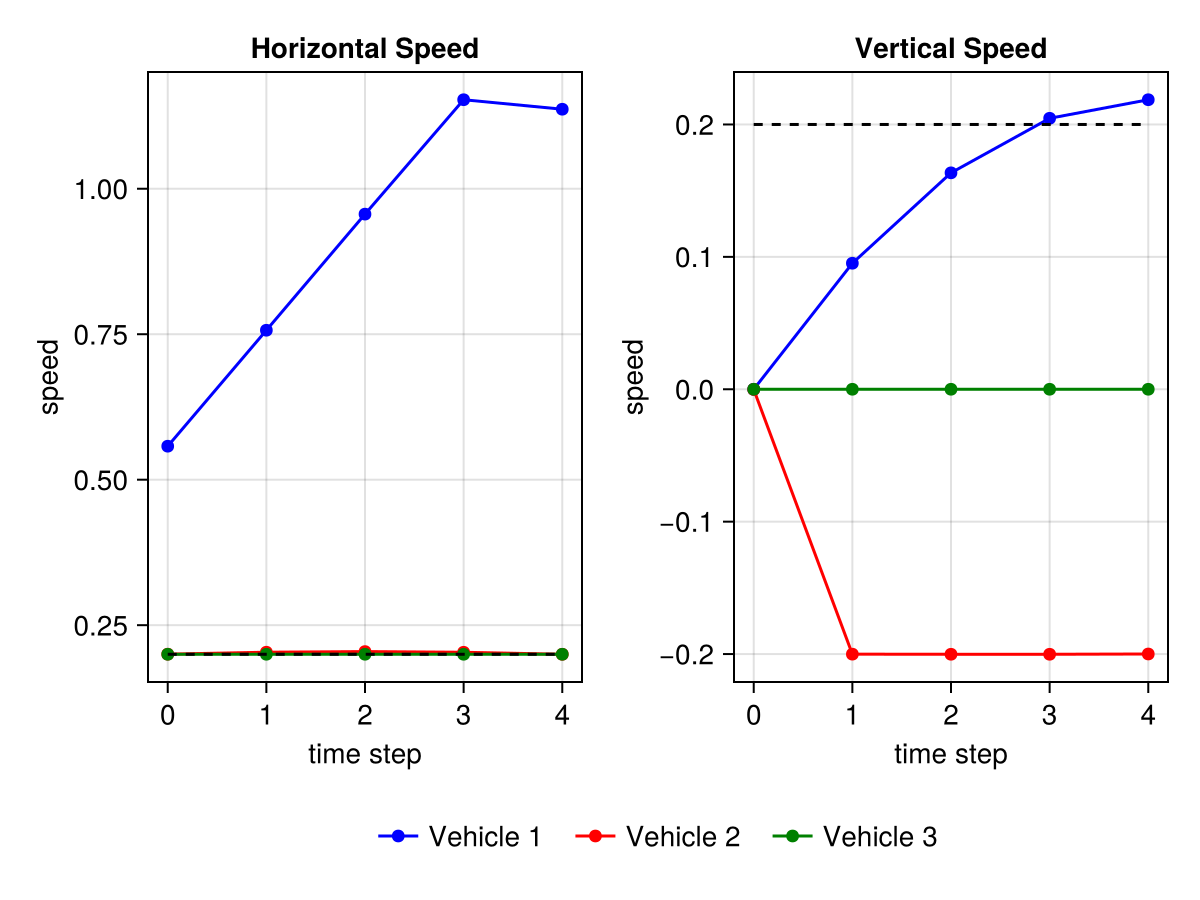 Horizontal Speed
Vertical Speed
speed
1.00
0.75
0.50
0.25
0 1 2 3 4
time step
speed
0.2
0.1
0.0
−0.1
−0.2
0 1 2 3 4
time step
Vehicle 1 Vehicle 2 Vehicle 3